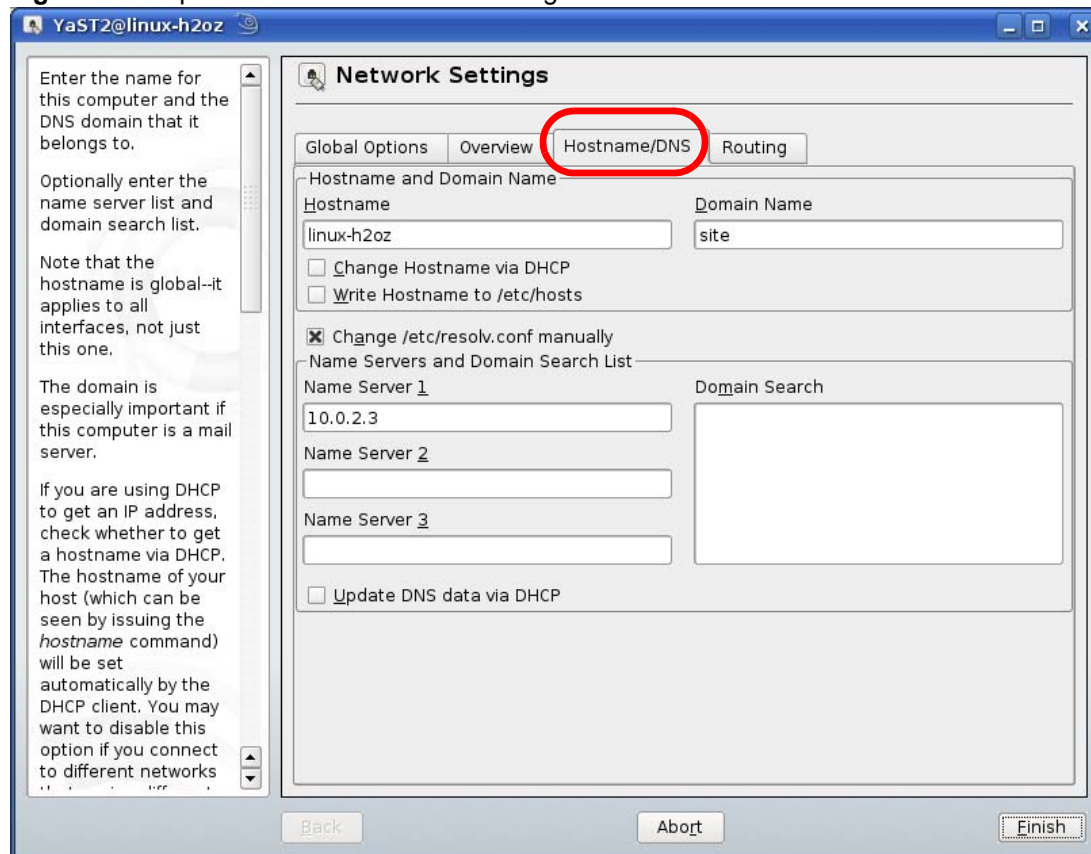 YaST2@linux-h2oz
Enter the name for
this computer and the
DNS domain that it
belongs to.
Optionally enter the
name server list and
domain search list.
Note that the
hostname is global--it
applies to all
interfaces, not just
this one.
The domain is
especially important if
this computer is a mail
server.
If you are using DHCP
to get an IP address,
check whether to get
a hostname via DHCP.
The hostname of your
host (which can be
seen by issuing the
hostname command)
will be set
automatically by the
DHCP client. You may
want to disable this
option if you connect
to different networks
Network Settings
Global Options Overview Hostname/DNS Routing
Hostname and Domain Name
Hostname Domain Name
linux-h2oz site
Change Hostname via DHCP
Write Hostname to /etc/hosts
Change /etc/resolv.conf manually
Name Servers and Domain Search List
Name Server 1 Domain Search
10.0.2.3
Name Server 2
Name Server 3
Update DNS data via DHCP
Back Abort Finish